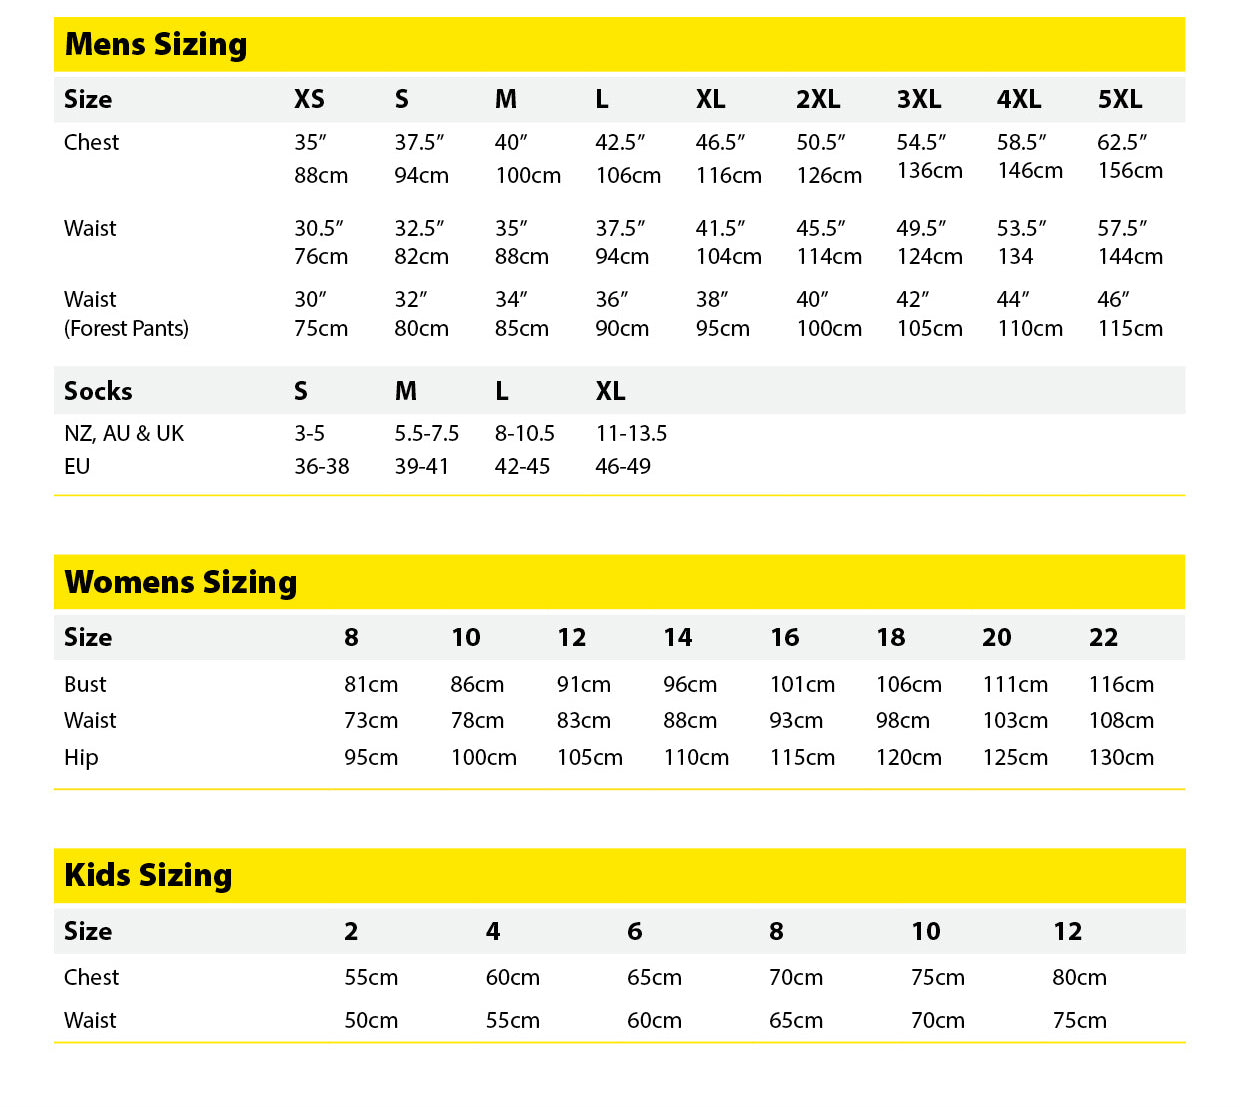 Mens Sizing
Size XS S M L XL 2XL 3XL 4XL 5XL
Chest 35” 37.5” 40” 42.5” 46.5” 50.5” 54.5” 58.5” 62.5”
88cm 94cm 100cm 106cm 116cm 126cm 136cm 146cm 156cm
Waist 30.5” 32.5” 35” 37.5” 41.5” 45.5” 49.5” 53.5” 57.5”
76cm 82cm 88cm 94cm 104cm 114cm 124cm 134 144cm
Waist 30” 32” 34” 36” 38” 40” 42” 44” 46”
(Forest Pants) 75cm 80cm 85cm 90cm 95cm 100cm 105cm 110cm 115cm
Socks S M L XL
NZ, AU & UK 3-5 5.5-7.5 8-10.5 11-13.5
EU 36-38 39-41 42-45 46-49
Womens Sizing
Size 8 10 12 14 16 18 20 22
Bust 81cm 86cm 91cm 96cm 101cm 106cm 111cm 116cm
Waist 73cm 78cm 83cm 88cm 93cm 98cm 103cm 108cm
Hip 95cm 100cm 105cm 110cm 115cm 120cm 125cm 130cm
Kids Sizing
Size 2 4 6 8 10 12
Chest 55cm 60cm 65cm 70cm 75cm 80cm
Waist 50cm 55cm 60cm 65cm 70cm 75cm